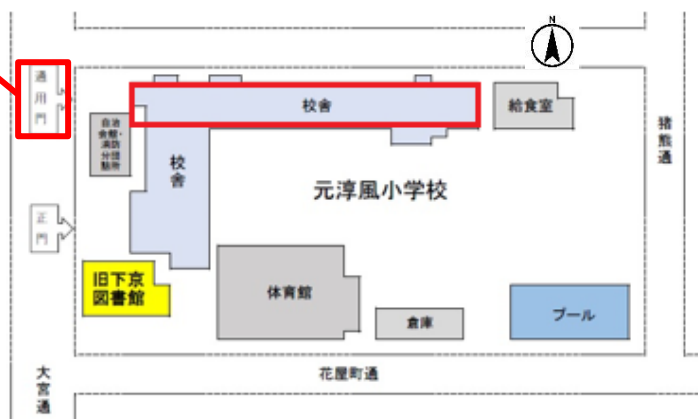 N
通用門
校舎
給食室
自治
会館・
消防
分団
詰所
猪熊通
校舎
元淳風小学校
正門
旧下京
図書館
体育館
倉庫
プール
大宮通
花屋町通